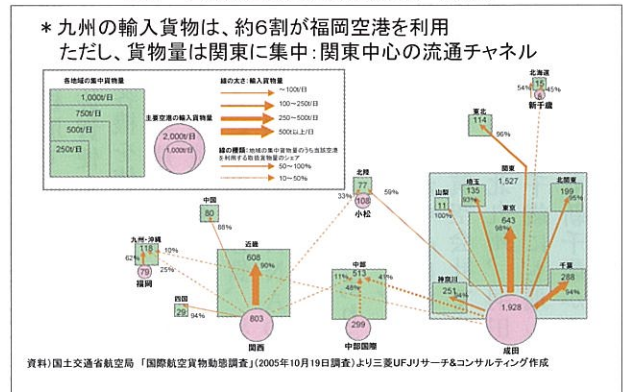 ＊九州の輸入貨物は、約6割が福岡空港を利用
ただし、貨物量は関東に集中：関東中心の流通チャネル
各地域の集中貨物量
1,000t/日
750t/日
500t/日
250t/日
主要空港の輸入貨物量
2,000t/日
1,000t/日
線の太さ：輸入貨物量
～100t/日
100～250t/日
250～500t/日
500t以上/日
線の種類：地域の集中貨物量のうち当該空港
を利用する取扱貨物量のシェア
50～100%
10～50%
北海道
15
54%
45%
6
新千歳
東北
114
96%
関東
1,527
北陸
77
33%
59%
108
小松
山梨
11
100%
埼玉
135
93%
東京
643
98%
北関東
199
95%
中国
80
88%
九州・沖縄
118
10%
62%
25%
79
福岡
近畿
608
90%
中部
513
11%
41%
48%
神奈川
251
94%
千葉
288
94%
四国
29
94%
803
関西
299
中部国際
1,928
成田
資料）国土交通省航空局 「国際航空貨物動態調査」（2005年10月19日調査）より三菱UFJリサーチ&コンサルティング作成